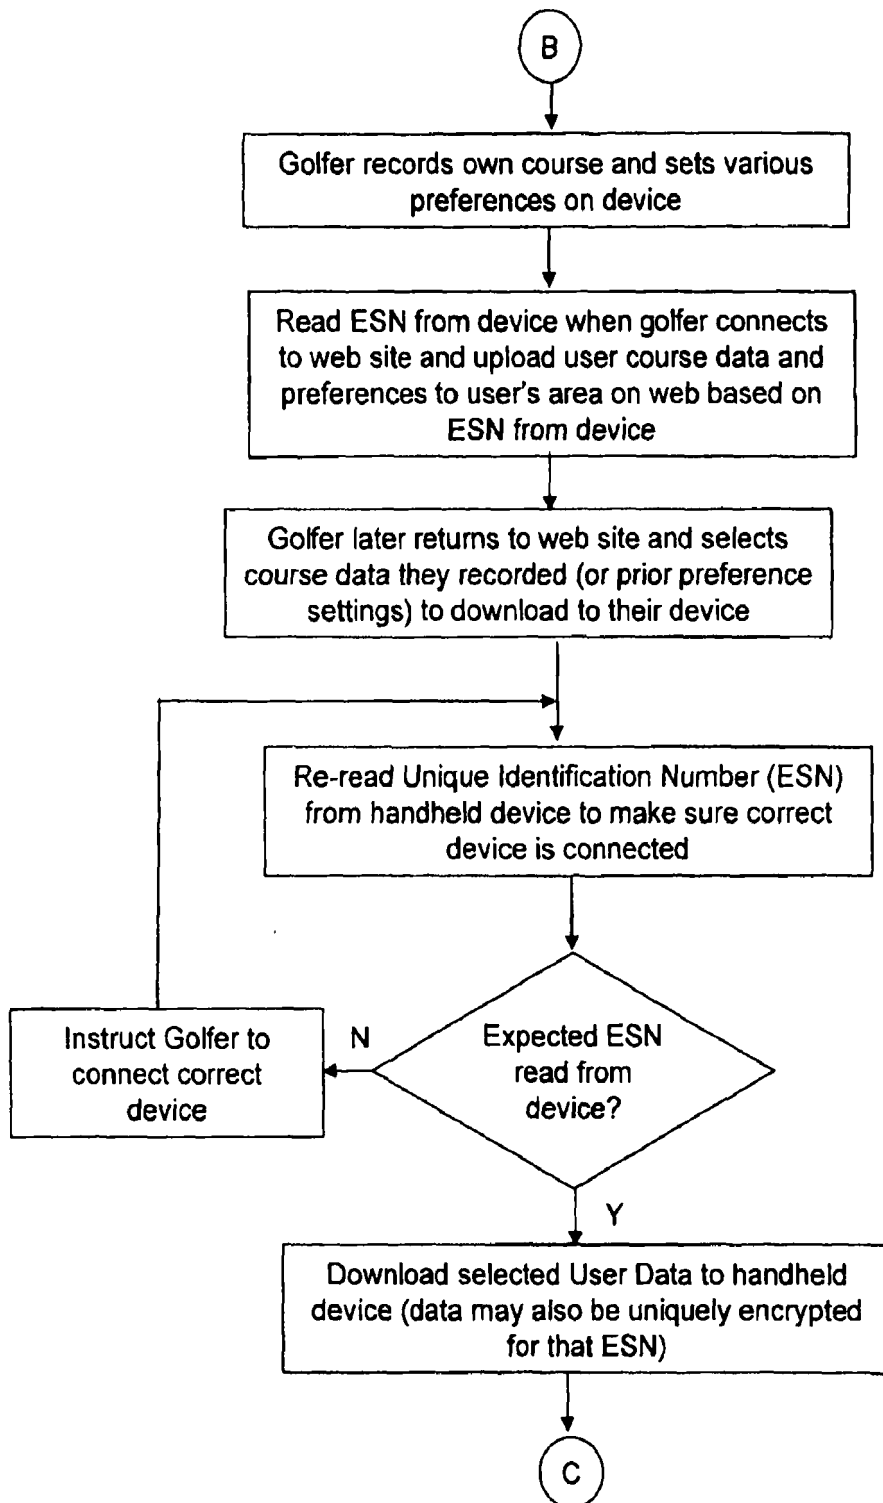 B
Golfer records own course and sets various
preferences on device
Read ESN from device when golfer connects
to web site and upload user course data and
preferences to user's area on web based on
ESN from device
Golfer later returns to web site and selects
course data they recorded (or prior preference
settings) to download to their device
Re-read Unique Identification Number (ESN)
from handheld device to make sure correct
device is connected
Expected ESN
read from
device?
N
Instruct Golfer to
connect correct
device
Y
Download selected User Data to handheld
device (data may also be uniquely encrypted
for that ESN)
C